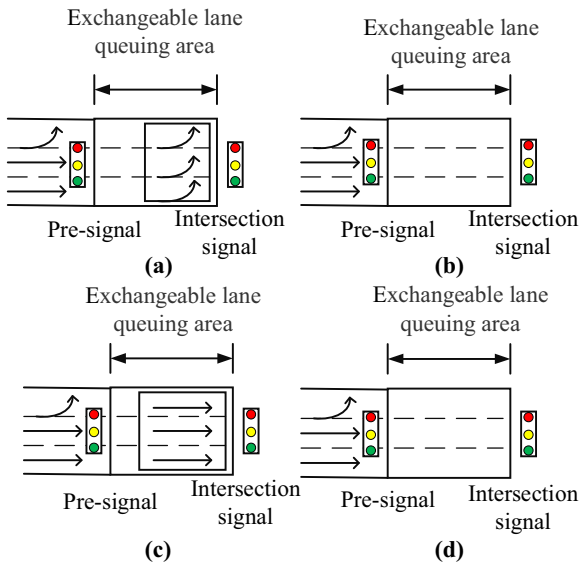 Exchangeable lane
queuing area
Pre-signal
Intersection
signal
(a)
Exchangeable lane
queuing area
Pre-signal
Intersection
signal
(b)
Exchangeable lane
queuing area
Pre-signal
Intersection
signal
(c)
Exchangeable lane
queuing area
Pre-signal
Intersection
signal
(d)